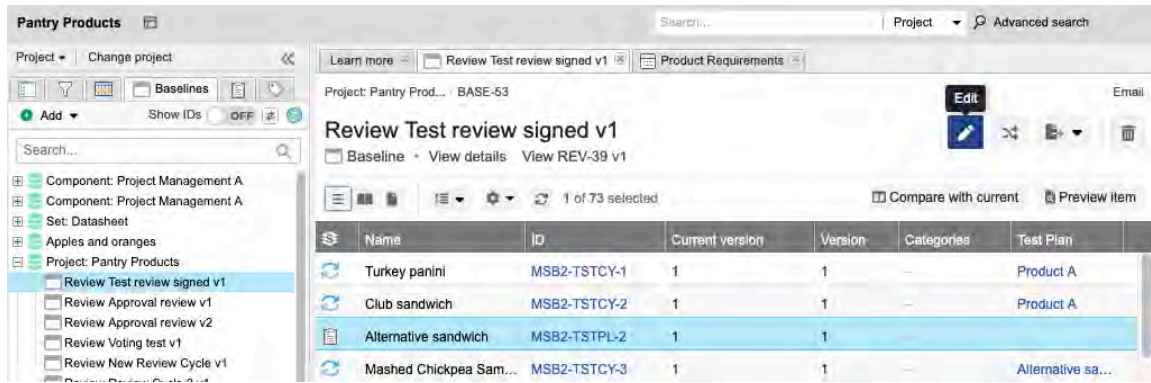 Pantry Products
Search... Project Advanced search
Project Change project
Learn more Review Test review signed v1 Product Requirements
Baselines
Add Show IDs OFF
Search...
Component: Project Management A
Component: Project Management A
Set: Datasheet
Apples and oranges
Project: Pantry Products
Review Test review signed v1
Review Approval review v1
Review Approval review v2
Review Voting test v1
Review New Review Cycle v1
Project: Pantry Prod... BASE-53
Edit
Email
Review Test review signed v1
Baseline • View details View REV-39 v1
1 of 73 selected Compare with current Preview item
Name ID Current version Version Categories Test Plan
Turkey panini MSB2-TSTCY-1 1 1 — Product A
Club sandwich MSB2-TSTCY-2 1 1 — Product A
Alternative sandwich MSB2-TSTPL-2 1 1
Mashed Chickpea Sam... MSB2-TSTCY-3 1 1 — Alternative sa...